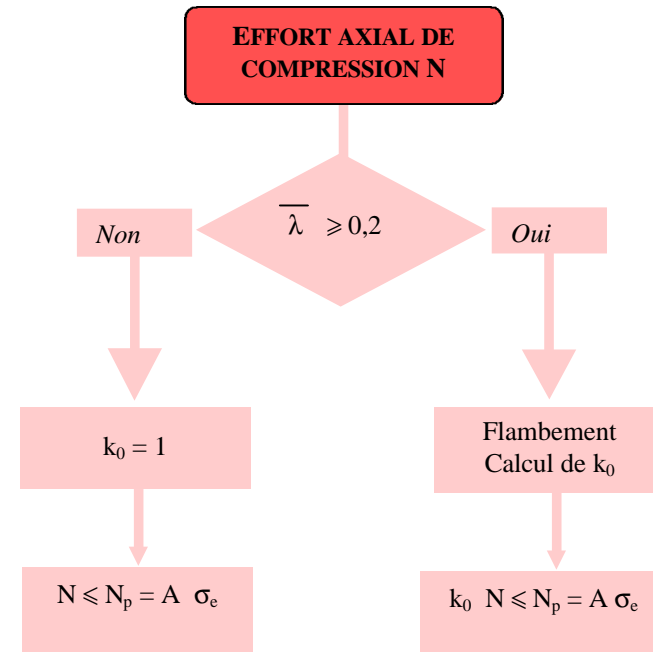 EFFORT AXIAL DE
COMPRESSION N
λ̅ ⩾ 0,2
Non
Oui
k₀ = 1
Flambement
Calcul de k₀
N ⩽ Nₚ = A σₑ
k₀ N ⩽ Nₚ = A σₑ